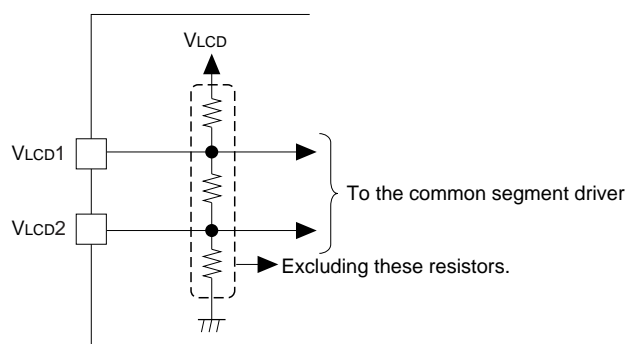 VLCD
VLCD1
To the common segment driver
VLCD2
Excluding these resistors.